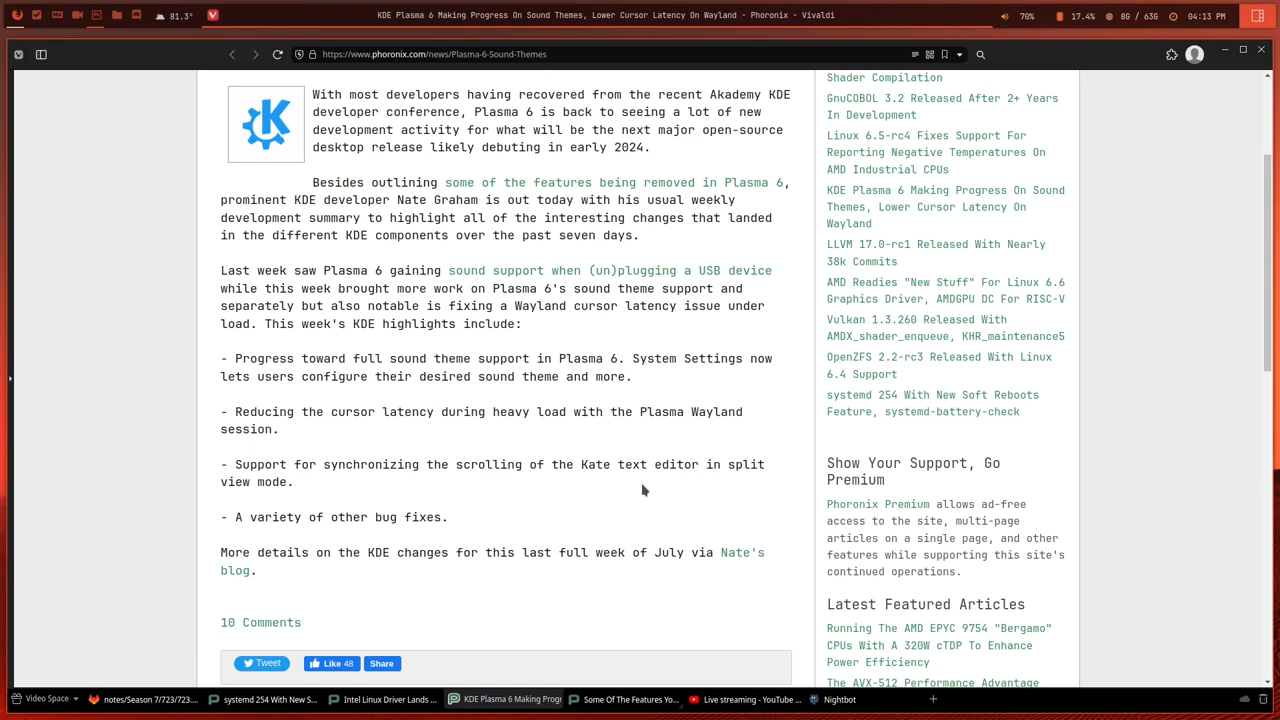 81.3°
KDE Plasma 6 Making Progress On Sound Themes, Lower Cursor Latency On Wayland - Phoronix - Vivaldi
70%
17.4%
8G / 63G
04:13 PM
https://www.phoronix.com/news/Plasma-6-Sound-Themes
With most developers having recovered from the recent Akademy KDE
developer conference, Plasma 6 is back to seeing a lot of new
development activity for what will be the next major open-source
desktop release likely debuting in early 2024.
Besides outlining some of the features being removed in Plasma 6,
prominent KDE developer Nate Graham is out today with his usual weekly
development summary to highlight all of the interesting changes that landed
in the different KDE components over the past seven days.
Last week saw Plasma 6 gaining sound support when (un)plugging a USB device
while this week brought more work on Plasma 6's sound theme support and
separately but also notable is fixing a Wayland cursor latency issue under
load. This week's KDE highlights include:
- Progress toward full sound theme support in Plasma 6. System Settings now
lets users configure their desired sound theme and more.
- Reducing the cursor latency during heavy load with the Plasma Wayland
session.
- Support for synchronizing the scrolling of the Kate text editor in split
view mode.
- A variety of other bug fixes.
More details on the KDE changes for this last full week of July via Nate's
blog.
10 Comments
Tweet
Like 48
Share
Shader Compilation
GnuCOBOL 3.2 Released After 2+ Years
In Development
Linux 6.5-rc4 Fixes Support For
Reporting Negative Temperatures On
AMD Industrial CPUs
KDE Plasma 6 Making Progress On Sound
Themes, Lower Cursor Latency On
Wayland
LLVM 17.0-rc1 Released With Nearly
38k Commits
AMD Readies "New Stuff" For Linux 6.6
Graphics Driver, AMDGPU DC For RISC-V
Vulkan 1.3.260 Released With
AMDX_shader_enqueue, KHR_maintenance5
OpenZFS 2.2-rc3 Released With Linux
6.4 Support
systemd 254 With New Soft Reboots
Feature, systemd-battery-check
Show Your Support, Go
Premium
Phoronix Premium allows ad-free
access to the site, multi-page
articles on a single page, and other
features while supporting this site's
continued operations.
Latest Featured Articles
Running The AMD EPYC 9754 "Bergamo"
CPUs With A 320W cTDP To Enhance
Power Efficiency
The AVX-512 Performance Advantage
Video Space
notes/Season 7/723/723...
systemd 254 With New S...
Intel Linux Driver Lands ...
KDE Plasma 6 Making Prog
Some Of The Features Yo...
Live streaming - YouTube ...
Nightbot